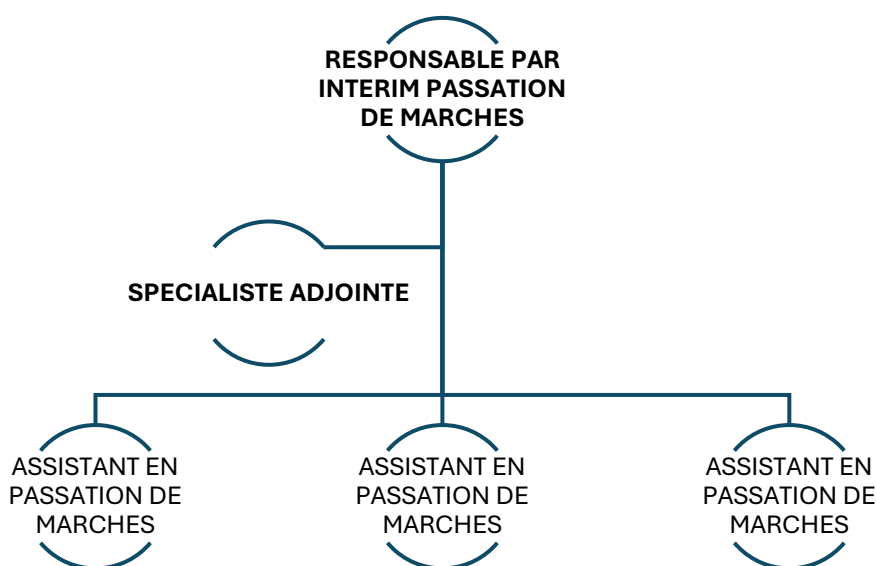 RESPONSABLE PAR
INTERIM PASSATION
DE MARCHES
SPECIALISTE ADJOINTE
ASSISTANT EN
PASSATION DE
MARCHES
ASSISTANT EN
PASSATION DE
MARCHES
ASSISTANT EN
PASSATION DE
MARCHES